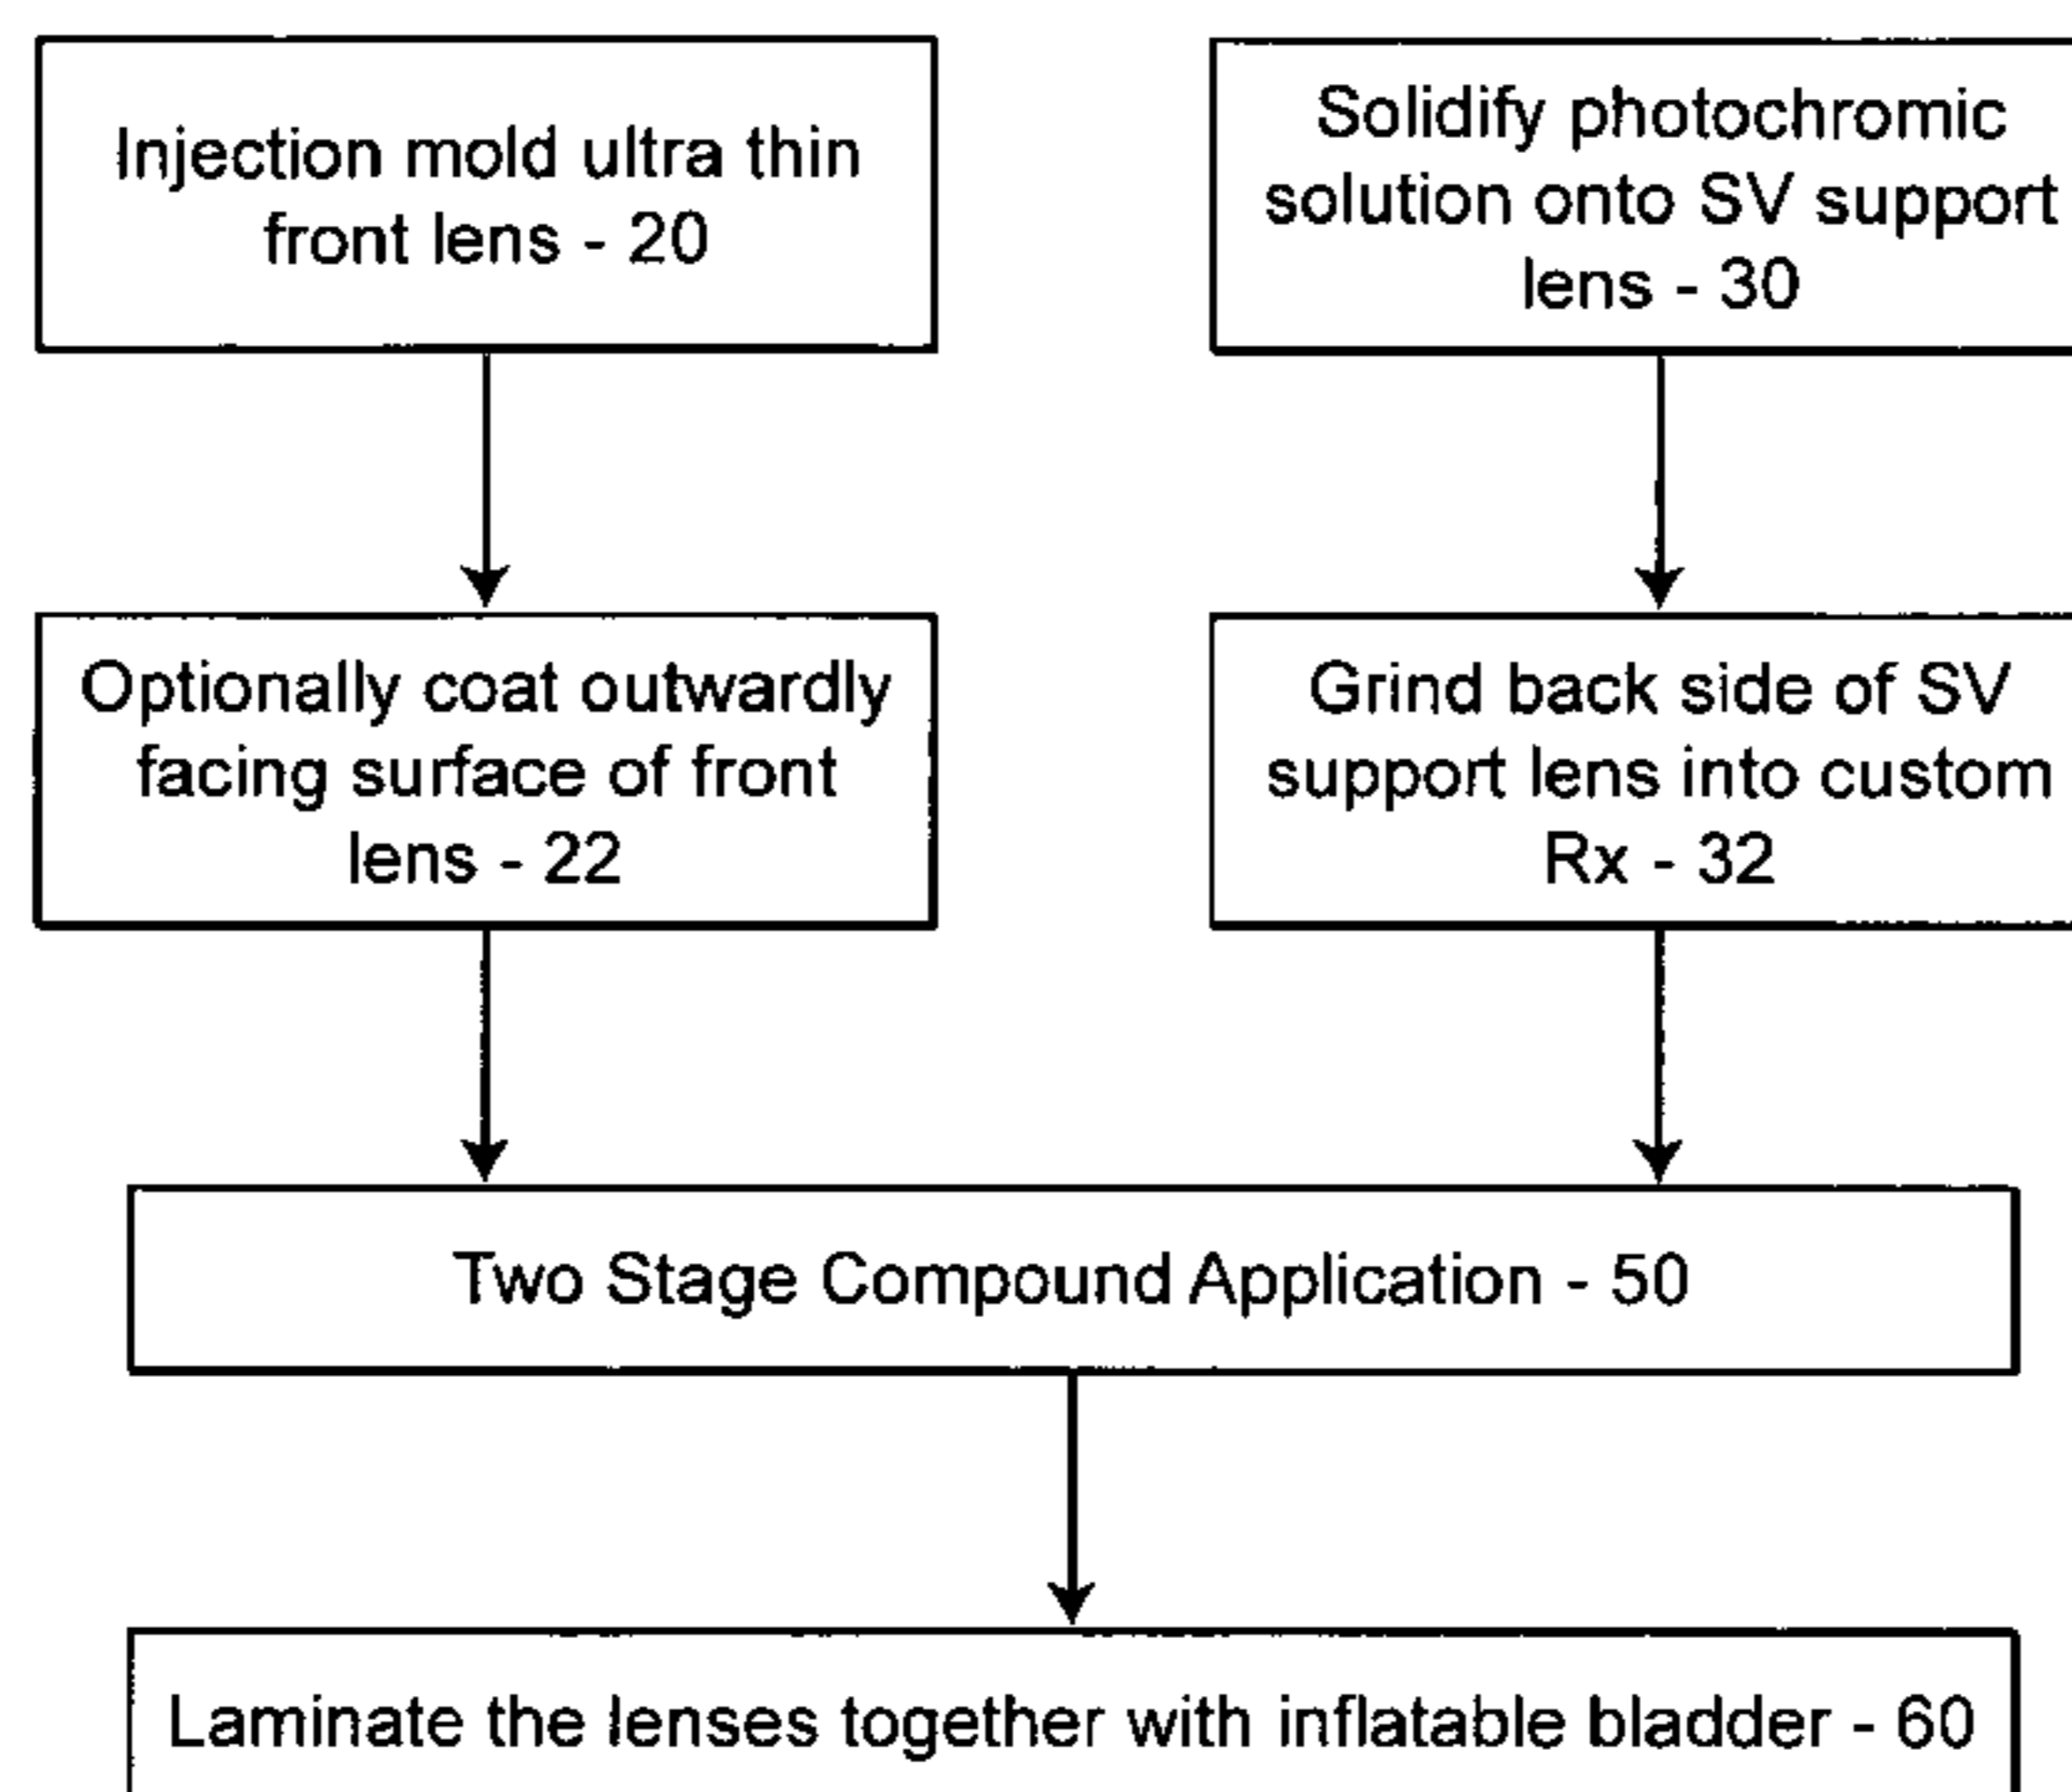 Injection mold ultra thin
front lens - 20
Solidify photochromic
solution onto SV support
lens - 30
Optionally coat outwardly
facing surface of front
lens - 22
Grind back side of SV
support lens into custom
Rx - 32
Two Stage Compound Application - 50
Laminate the lenses together with inflatable bladder - 60